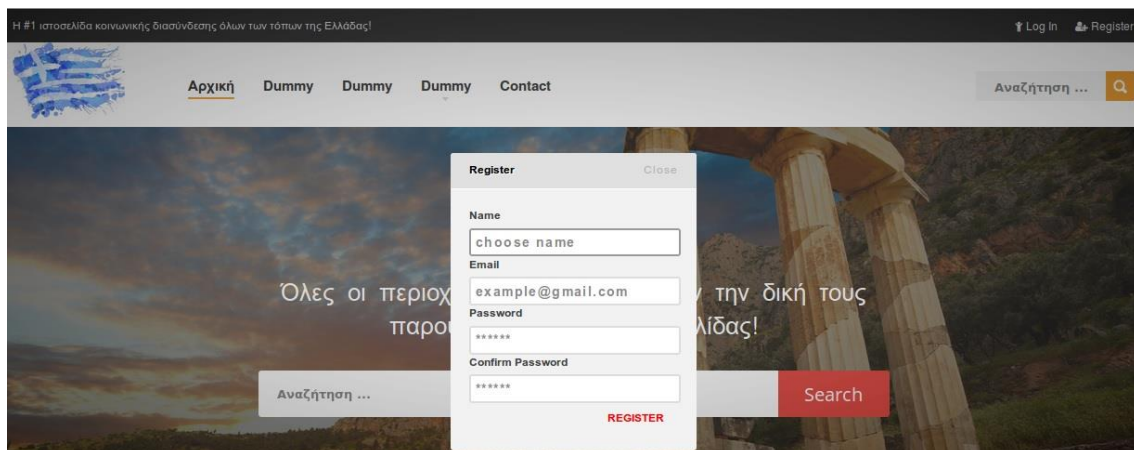 Η #1 ιστοσελίδα κοινωνικής διασύνδεσης όλων των τόπων της Ελλάδας!
Log In Register
Αρχική Dummy Dummy Dummy Contact
Αναζήτηση ...
Register Close
Name
choose name
Email
example@gmail.com
Password
******
Confirm Password
******
REGISTER
Όλες οι περιοχ την δική τους
παρου λίδας!
Αναζήτηση ... Search